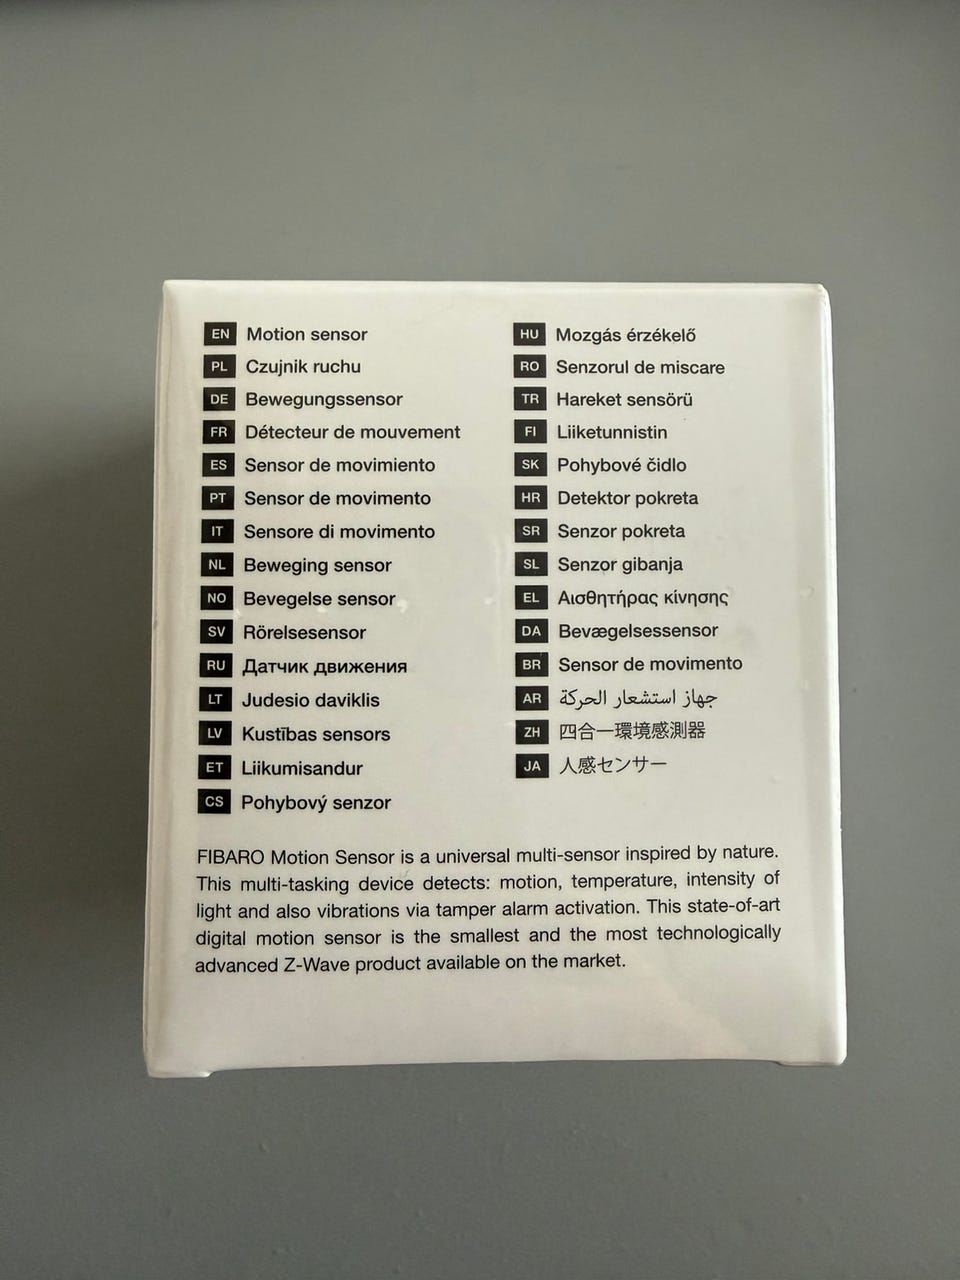 EN Motion sensor
PL Czujnik ruchu
DE Bewegungssensor
FR Détecteur de mouvement
ES Sensor de movimiento
PT Sensor de movimento
IT Sensore di movimento
NL Beweging sensor
NO Bevegelse sensor
SV Rörelsesensor
RU Датчик движения
LT Judesio daviklis
LV Kustības sensors
ET Liikumisandur
CS Pohybový senzor
HU Mozgás érzékelő
RO Senzorul de miscare
TR Hareket sensörü
FI Liiketunnistin
SK Pohybové čidlo
HR Detektor pokreta
SR Senzor pokreta
SL Senzor gibanja
EL Αισθητήρας κίνησης
DA Bevægelsessensor
BR Sensor de movimento
AR جهاز استشعار الحركة
ZH 四合一環境感測器
JA 人感センサー
FIBARO Motion Sensor is a universal multi-sensor inspired by nature.
This multi-tasking device detects: motion, temperature, intensity of
light and also vibrations via tamper alarm activation. This state-of-art
digital motion sensor is the smallest and the most technologically
advanced Z-Wave product available on the market.